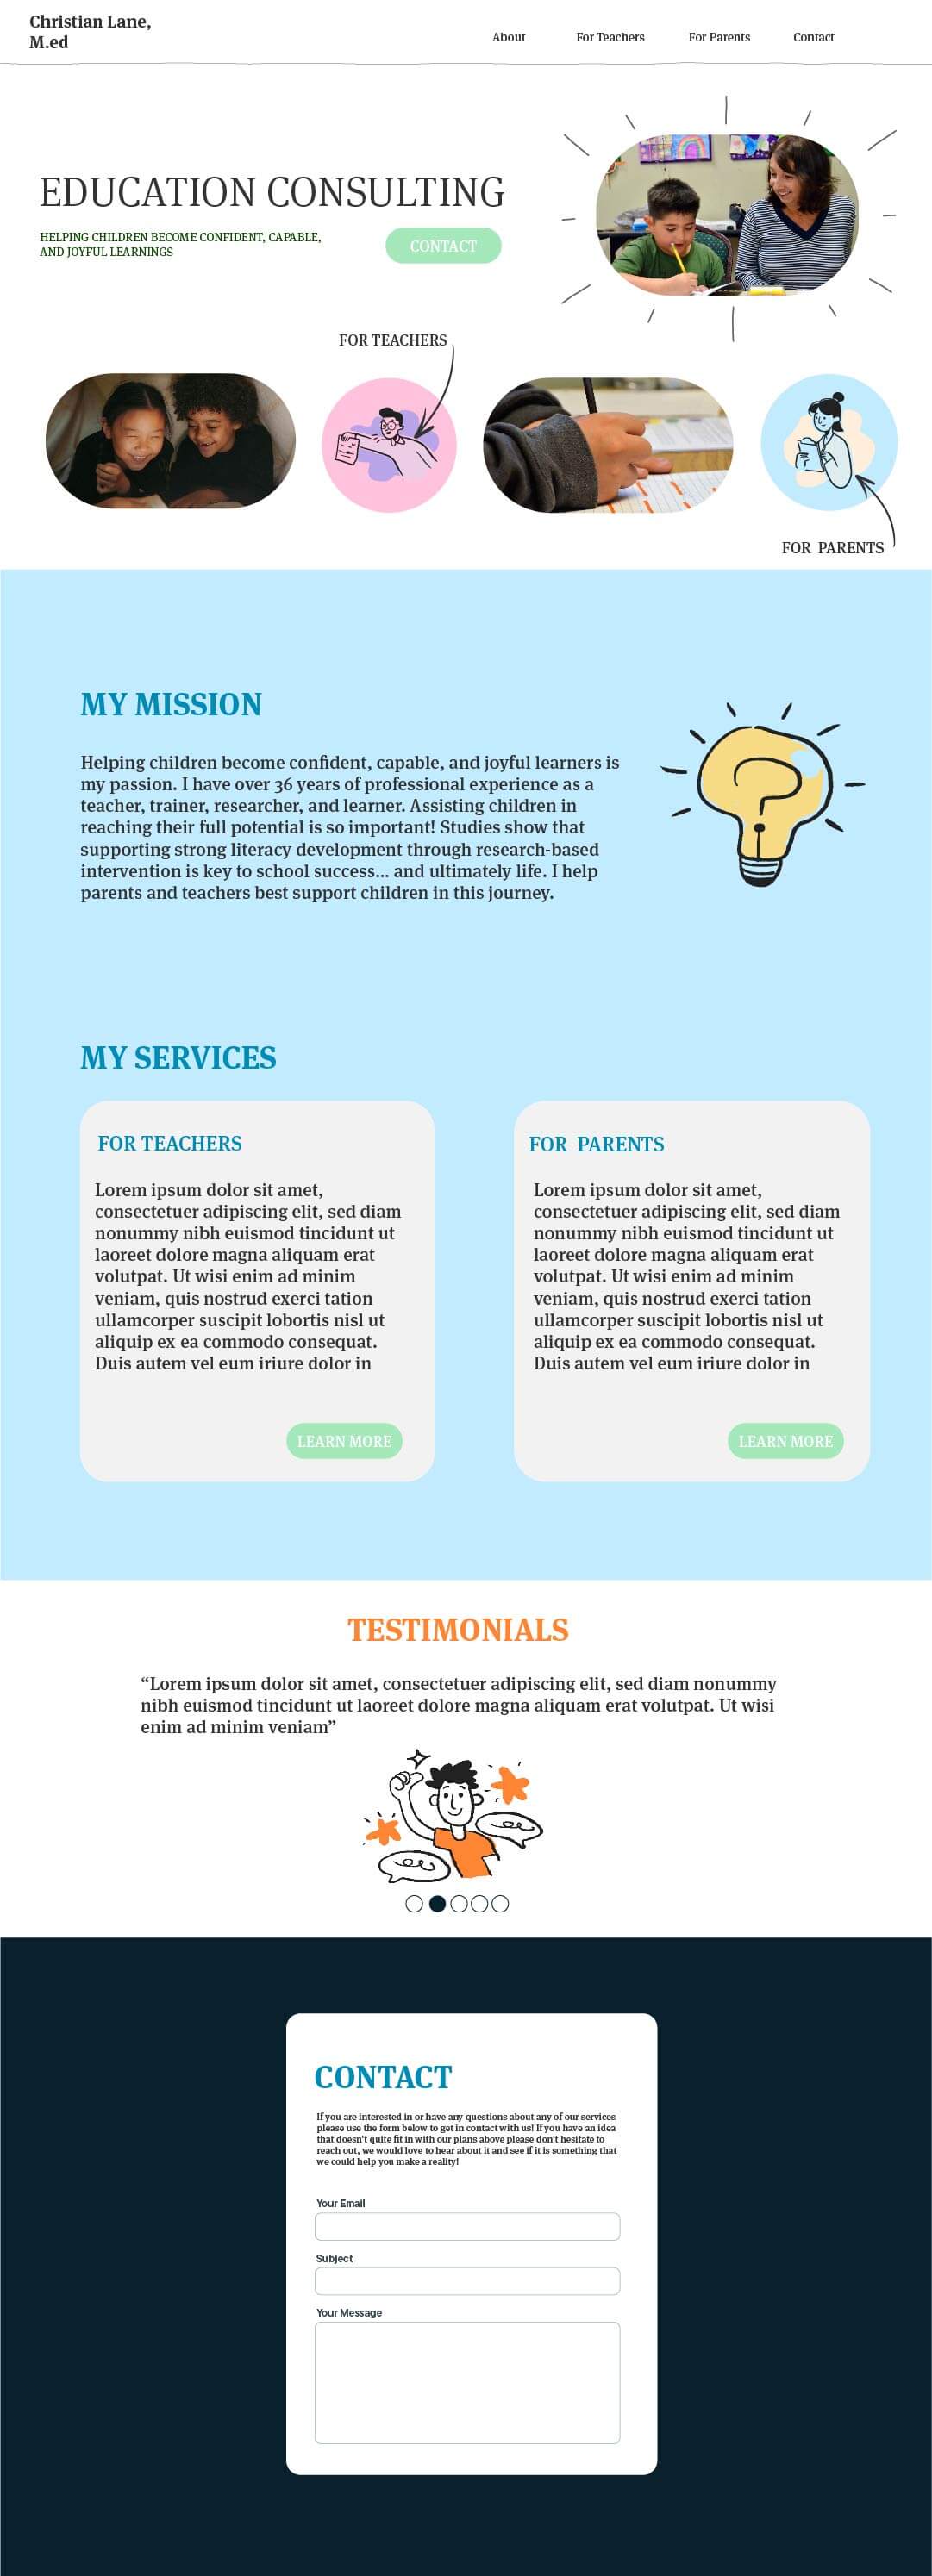 Christian Lane,
M.ed
About
For Teachers
For Parents
Contact
EDUCATION CONSULTING
HELPING CHILDREN BECOME CONFIDENT, CAPABLE,
AND JOYFUL LEARNINGS
CONTACT
FOR TEACHERS
FOR PARENTS
MY MISSION
Helping children become confident, capable, and joyful learners is
my passion. I have over 36 years of professional experience as a
teacher, trainer, researcher, and learner. Assisting children in
reaching their full potential is so important! Studies show that
supporting strong literacy development through research-based
intervention is key to school success... and ultimately life. I help
parents and teachers best support children in this journey.
MY SERVICES
FOR TEACHERS
Lorem ipsum dolor sit amet,
consectetuer adipiscing elit, sed diam
nonummy nibh euismod tincidunt ut
laoreet dolore magna aliquam erat
volutpat. Ut wisi enim ad minim
veniam, quis nostrud exerci tation
ullamcorper suscipit lobortis nisl ut
aliquip ex ea commodo consequat.
Duis autem vel eum iriure dolor in
LEARN MORE
FOR PARENTS
Lorem ipsum dolor sit amet,
consectetuer adipiscing elit, sed diam
nonummy nibh euismod tincidunt ut
laoreet dolore magna aliquam erat
volutpat. Ut wisi enim ad minim
veniam, quis nostrud exerci tation
ullamcorper suscipit lobortis nisl ut
aliquip ex ea commodo consequat.
Duis autem vel eum iriure dolor in
LEARN MORE
TESTIMONIALS
“Lorem ipsum dolor sit amet, consectetuer adipiscing elit, sed diam nonummy
nibh euismod tincidunt ut laoreet dolore magna aliquam erat volutpat. Ut wisi
enim ad minim veniam”
CONTACT
If you are interested in or have any questions about any of our services
please use the form below to get in contact with us! If you have an idea
that doesn't quite fit in with our plans above please don't hesitate to
reach out, we would love to hear about it and see if it is something that
we could help you make a reality!
Your Email
Subject
Your Message